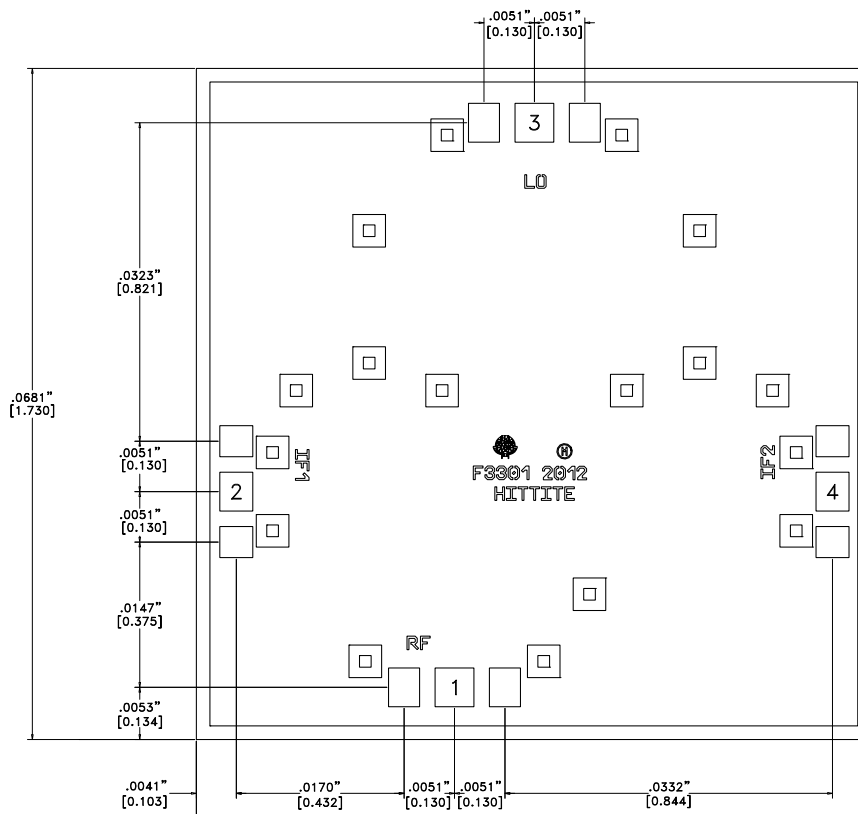 .0051” .0051”
[0.130] [0.130]
3
LO
.0323”
[0.821]
.0681”
[1.730]
.0051”
[0.130]
IF1
IF2
F3301 2012
HITTITE
H
2
4
.0051”
[0.130]
.0147”
[0.375]
RF
1
.0053”
[0.134]
.0041” .0170” .0051” .0051” .0332”
[0.103] [0.432] [0.130] [0.130] [0.844]